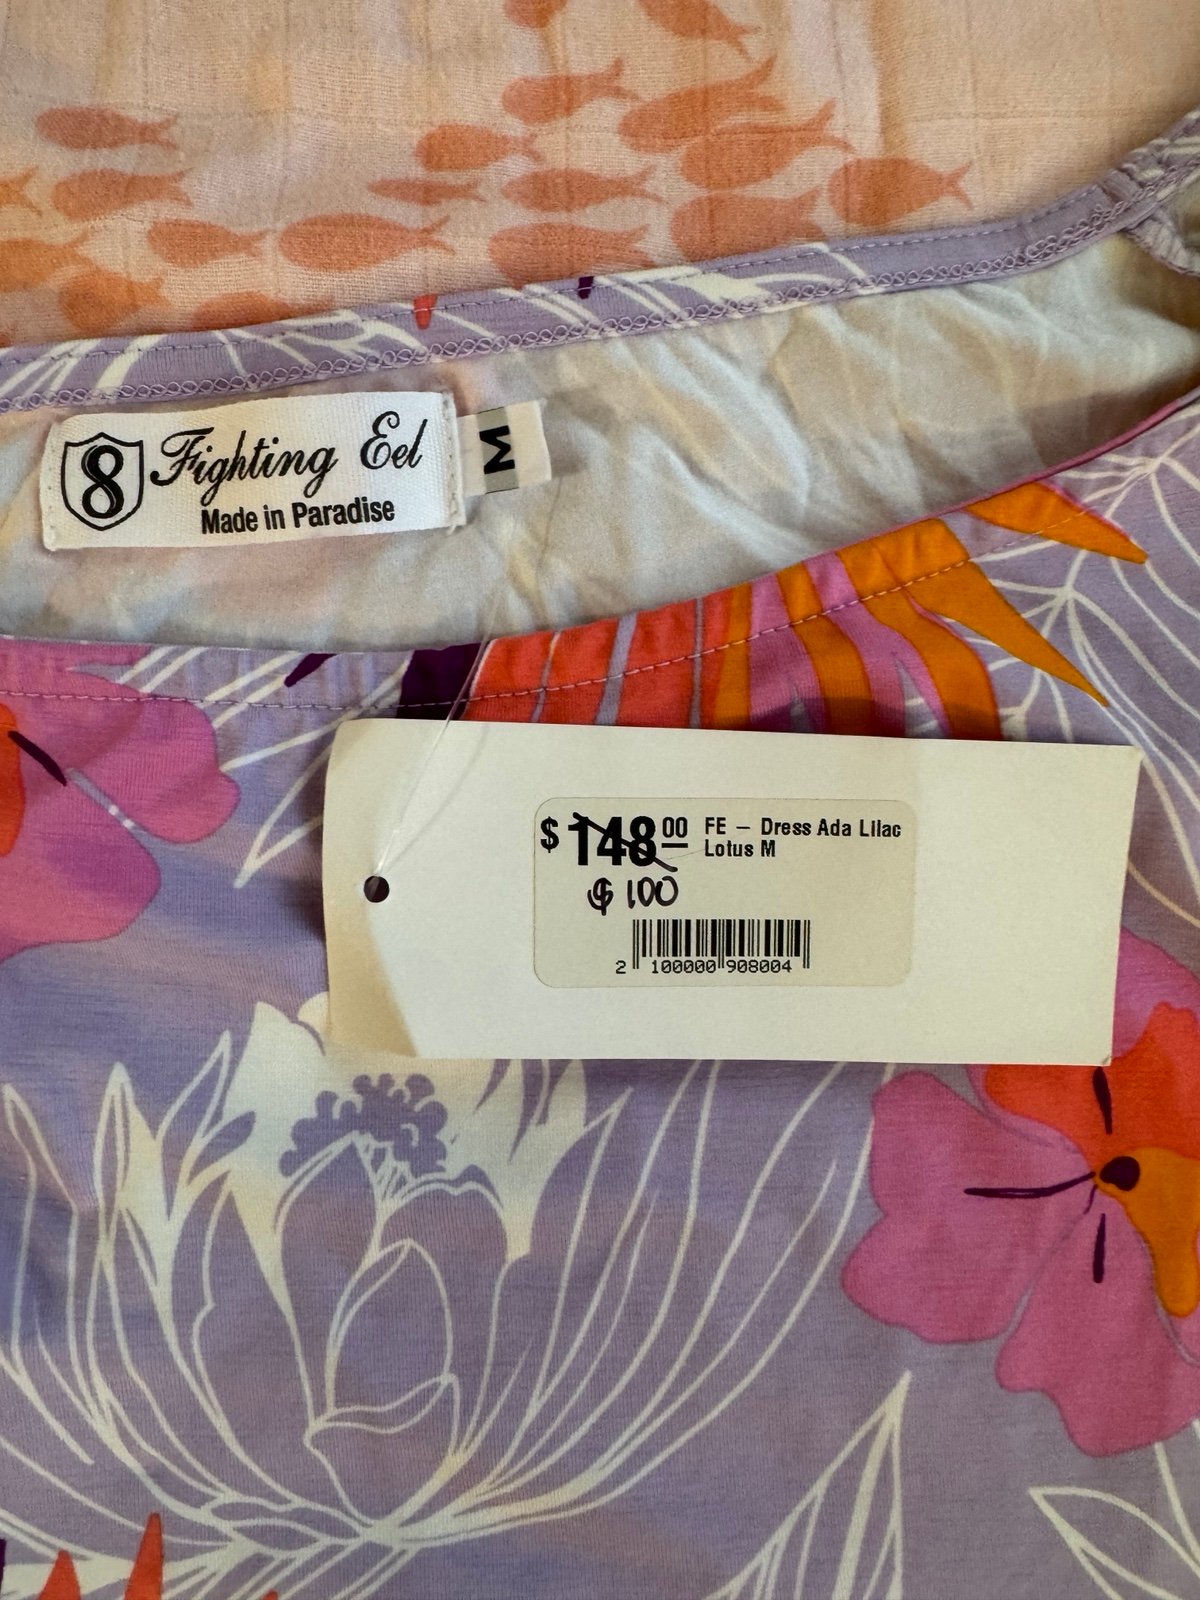 8 Fighting Eel
Made in Paradise
M
$ 148.00 FE – Dress Ada Lilac
Lotus M
$ 100
2 100000 908004